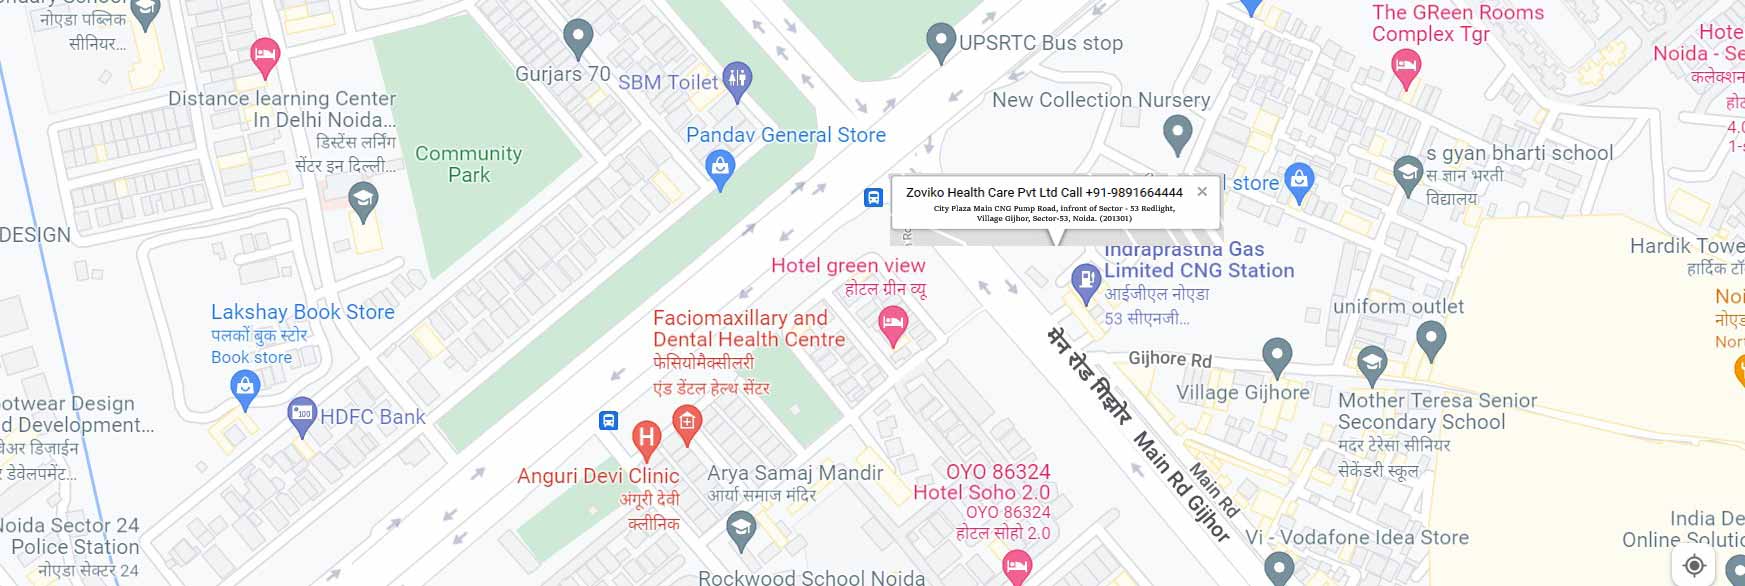 नोएडा पब्लिक
सीनियर...
Distance learning Center
In Delhi Noida...
डिस्टेंस लर्निंग
सेंटर इन दिल्ली...
Gurjars 70
SBM Toilet
Pandav General Store
Community
Park
UPSRTC Bus stop
New Collection Nursery
The GReen Rooms
Complex Tgr
Hote
Noida - Se
कलेक्शन
होट
4.0
s gyan bharti school
स ज्ञान भरती
विद्यालय
store
Zoviko Health Care Pvt Ltd Call +91-9891664444
City Plaza Main CNG Pump Road, infront of Sector - 53 Redlight,
Village Gijhor, Sector-53, Noida. (201301)
DESIGN
Hotel green view
होटल ग्रीन व्यू
Indraprastha Gas
Limited CNG Station
आईजीएल नोएडा
53 सीएनजी...
Hardik Towe
हार्दिक टॉ
uniform outlet
Noi
नोएड
Nort
Lakshay Book Store
पलकों बुक स्टोर
Book store
HDFC Bank
100
Faciomaxillary and
Dental Health Centre
फेसियोमैक्सीलरी
एंड डेंटल हेल्थ सेंटर
मेन रोड गिझोर
Main Rd Gijhor
Main Rd
Gijhore Rd
Village Gijhore
Mother Teresa Senior
Secondary School
मदर टेरेसा सीनियर
सेकेंडरी स्कूल
ootwear Design
d Development...
वेअर डिजाईन
डेवेलपमेंट...
H
Anguri Devi Clinic
अंगूरी देवी
क्लीनिक
Arya Samaj Mandir
आर्या समाज मंदिर
OYO 86324
Hotel Soho 2.0
OYO 86324
होटल सोहो 2.0
Noida Sector 24
Police Station
नोएडा सेक्टर 24
Rockwood School Noida
Vi - Vodafone Idea Store
India De
Online Soluti